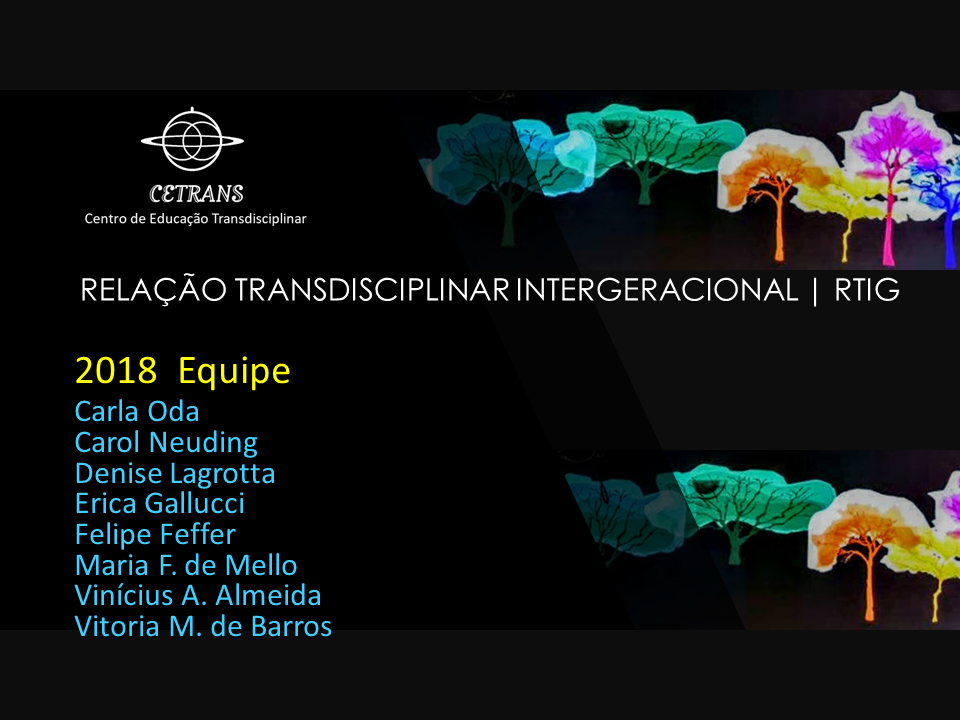 CETRANS
Centro de Educação Transdisciplinar
RELAÇÃO TRANSDISCIPLINAR INTERGERACIONAL | RTIG
2018 Equipe
Carla Oda
Carol Neuding
Denise Lagrotta
Erica Gallucci
Felipe Feffer
Maria F. de Mello
Vinícius A. Almeida
Vitoria M. de Barros